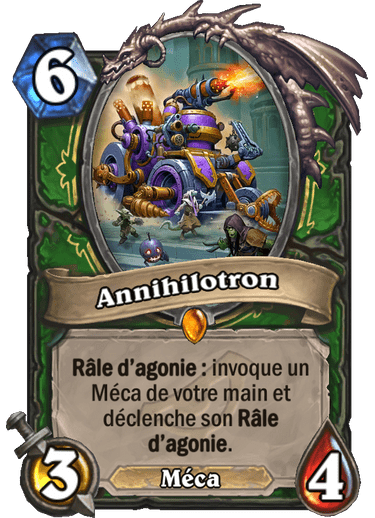 6
Annihilotron
Râle d'agonie : invoque un
Méca de votre main et
déclenche son Râle
d'agonie.
3
Méca
4